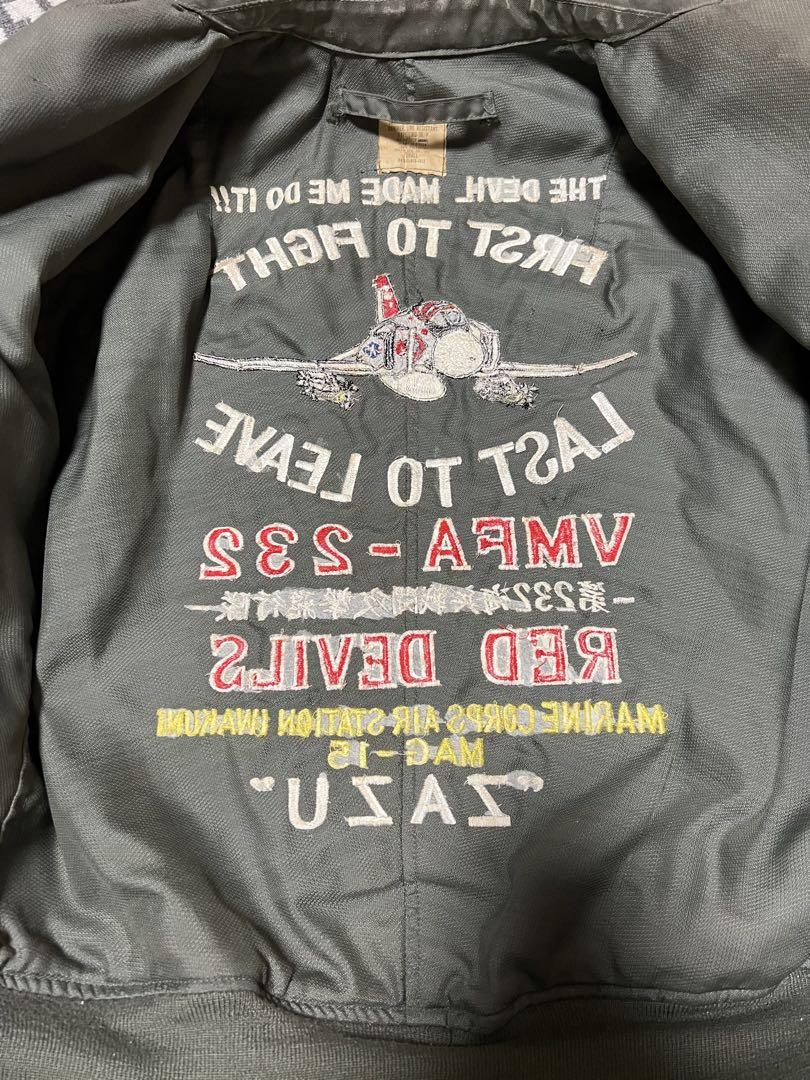 THE DEVIL MADE ME DO IT!!
FIRST TO FIGHT
LAST TO LEAVE
VMFA-232
RED DEVILS
MARINE CORPS AIR STATION IWAKUNI
MAG-15
"ZAZU"